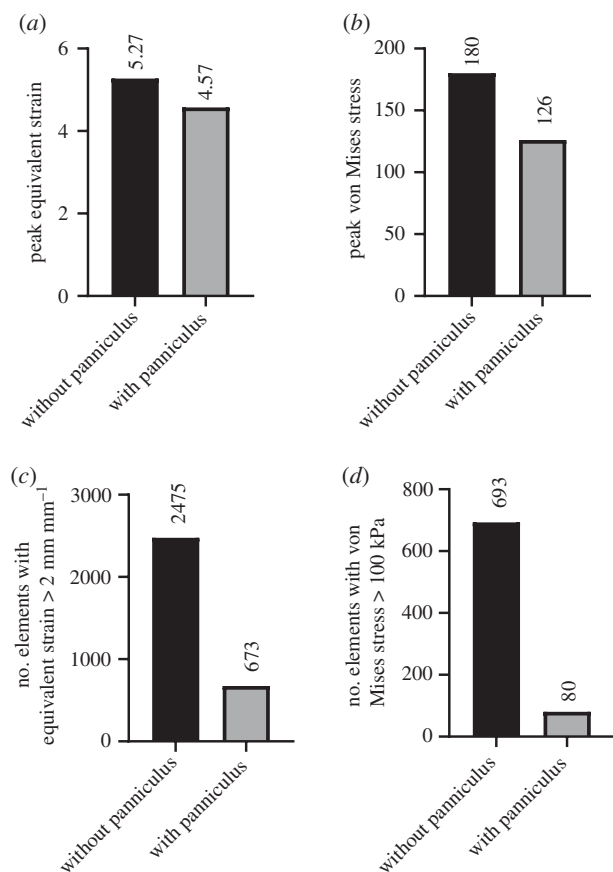 (a)
peak equivalent strain
6
4
2
0
5.27
4.57
without panniculus
with panniculus
(b)
peak von Mises stress
200
150
100
50
0
180
126
without panniculus
with panniculus
(c)
no. elements with
equivalent strain > 2 mm mm⁻¹
3000
2000
1000
0
2475
673
without panniculus
with panniculus
(d)
no. elements with von
Mises stress > 100 kPa
800
600
400
200
0
693
80
without panniculus
with panniculus